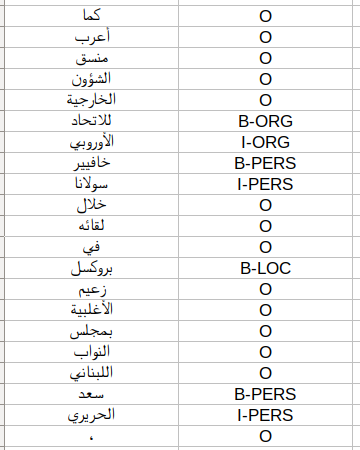 كما O
أعرب O
منسق O
الشؤون O
الخارجية O
للاتحاد B-ORG
الأوروبي I-ORG
خافيير B-PERS
سولانا I-PERS
خلال O
لقائه O
في O
بروكسل B-LOC
زعيم O
الأغلبية O
بمجلس O
النواب O
اللبناني O
سعد B-PERS
الحريري I-PERS
، O